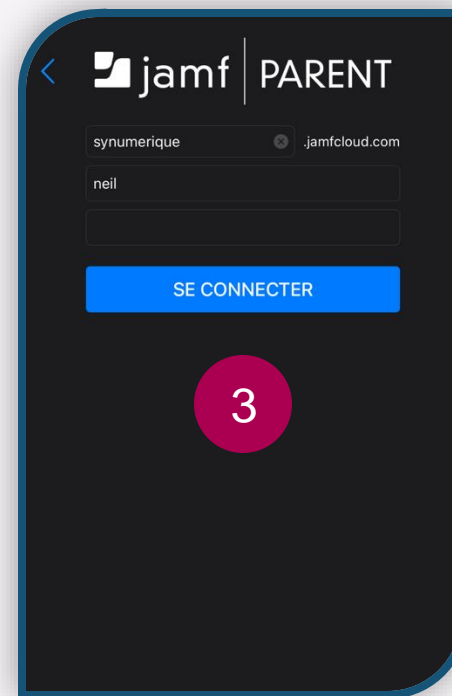 jamf PARENT
synumerique .jamfcloud.com
neil
SE CONNECTER
3